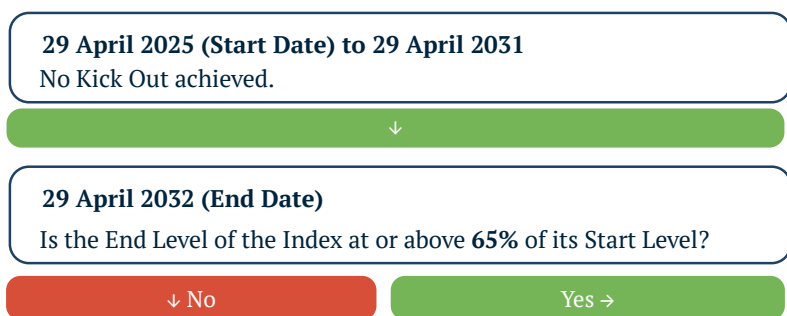 29 April 2025 (Start Date) to 29 April 2031
No Kick Out achieved.
↓
29 April 2032 (End Date)
Is the End Level of the Index at or above 65% of its Start Level?
↓ No
Yes →